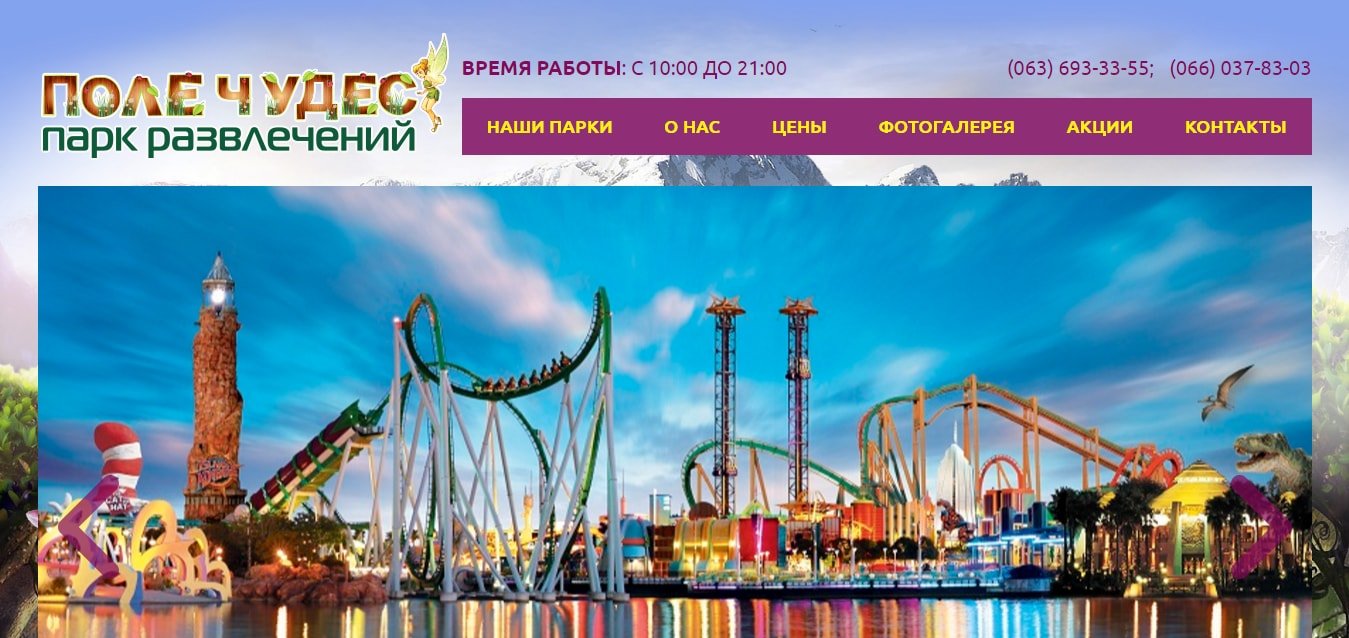 ПОЛЕ ЧУДЕС
парк развлечений
ВРЕМЯ РАБОТЫ: С 10:00 ДО 21:00
(063) 693-33-55; (066) 037-83-03
НАШИ ПАРКИ О НАС ЦЕНЫ ФОТОГАЛЕРЕЯ АКЦИИ КОНТАКТЫ